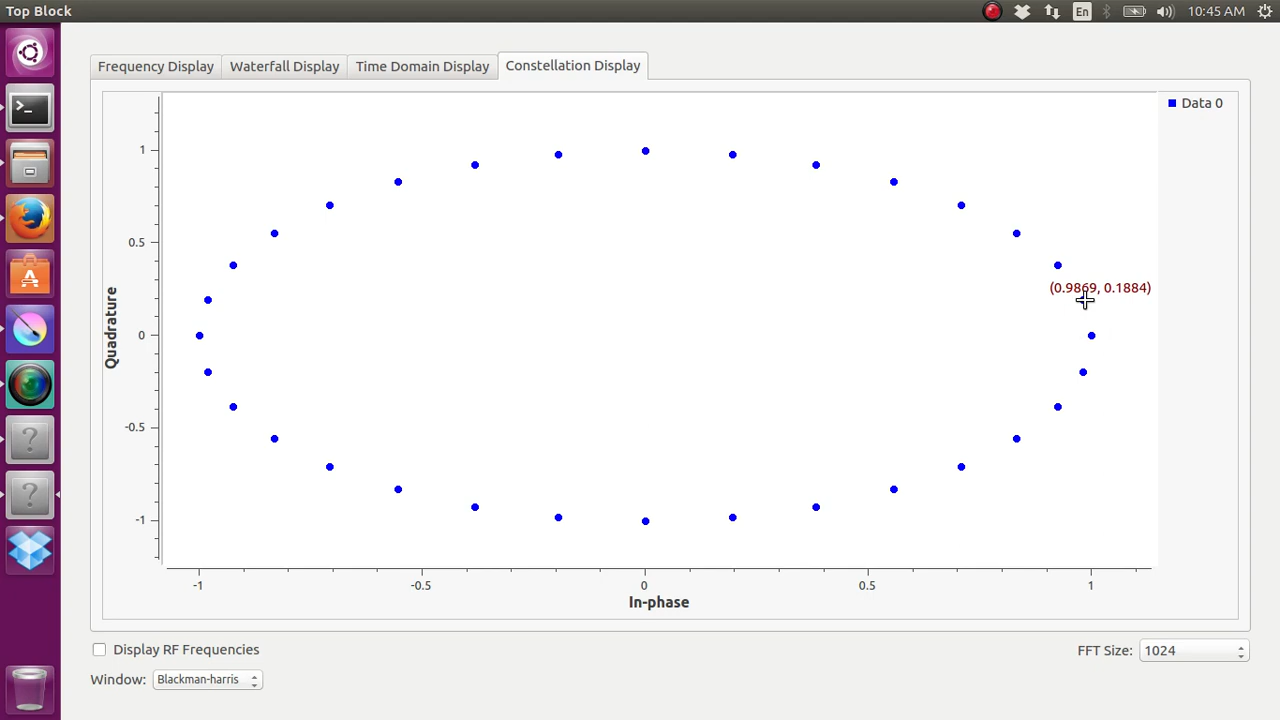 Top Block
En
10:45 AM
Frequency Display
Waterfall Display
Time Domain Display
Constellation Display
Data 0
1
0.5
0
-0.5
-1
Quadrature
(0.9869, 0.1884)
-1
-0.5
0
0.5
1
In-phase
Display RF Frequencies
FFT Size:
1024
Window:
Blackman-harris